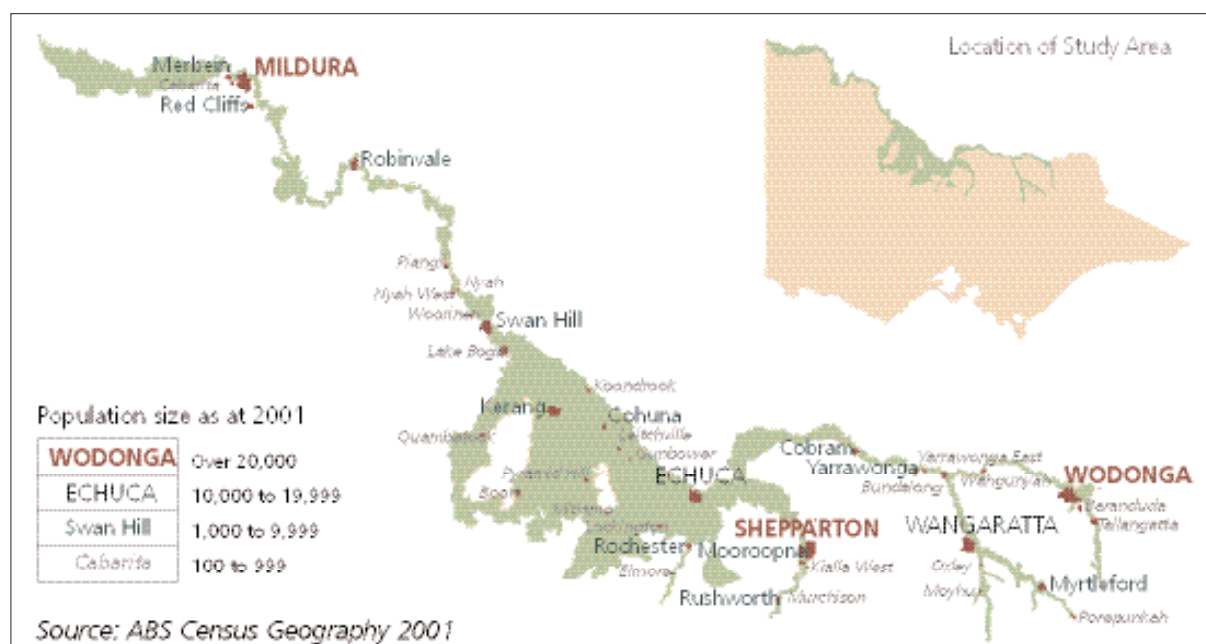 Location of Study Area
Merbein
MILDURA
Cabarita
Red Cliffs
Robinvale
Piangil
Nyah
Nyah West
Woorinen
Swan Hill
Lake Boga
Koondrook
Kerang
Cohuna
Leitchville
Gunbower
Quambatook
Pyramid Hill
Boort
Mitiamo
Lockington
ECHUCA
Rochester
Elmore
Rushworth
Murchison
Mooroopna
SHEPPARTON
Kialla West
Cobram
Yarrawonga
Bundalong
Yarrawonga East
Wahgunyah
WODONGA
Baranduda
Tallangatta
WANGARATTA
Oxley
Moyhu
Myrtleford
Porepunkah
Population size as at 2001
WODONGA Over 20,000
ECHUCA 10,000 to 19,999
Swan Hill 1,000 to 9,999
Cabarita 100 to 999
Source: ABS Census Geography 2001